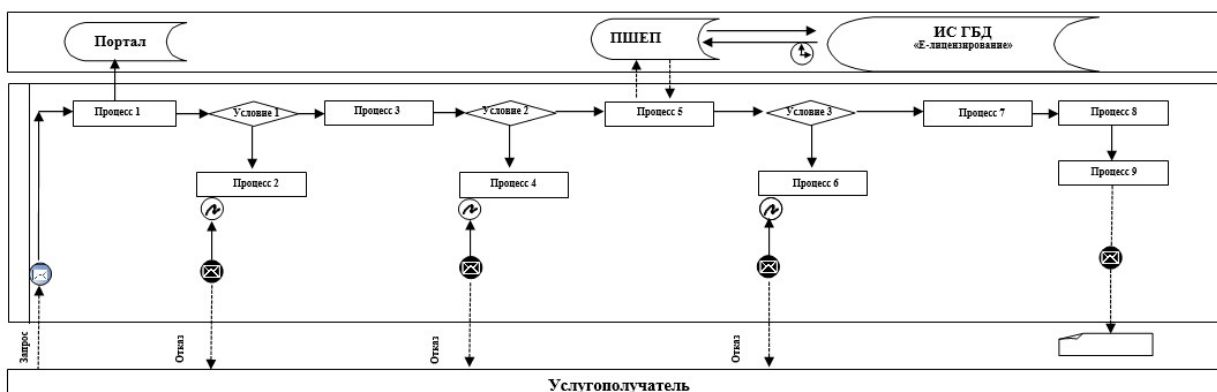 Портал
ПШЕП
ИС ГБД
«Е-лицензирование»
Процесс 1
Условие 1
Процесс 3
Условие 2
Процесс 5
Условие 3
Процесс 7
Процесс 8
Процесс 2
Процесс 4
Процесс 6
Процесс 9
Запрос
Отказ
Отказ
Отказ
Услугополучатель